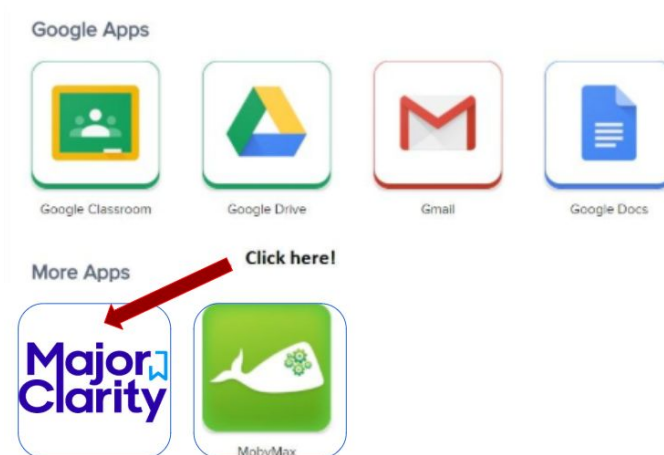 Google Apps
Google Classroom
Google Drive
Gmail
Google Docs
Click here!
More Apps
Major
Clarity
MobyMax